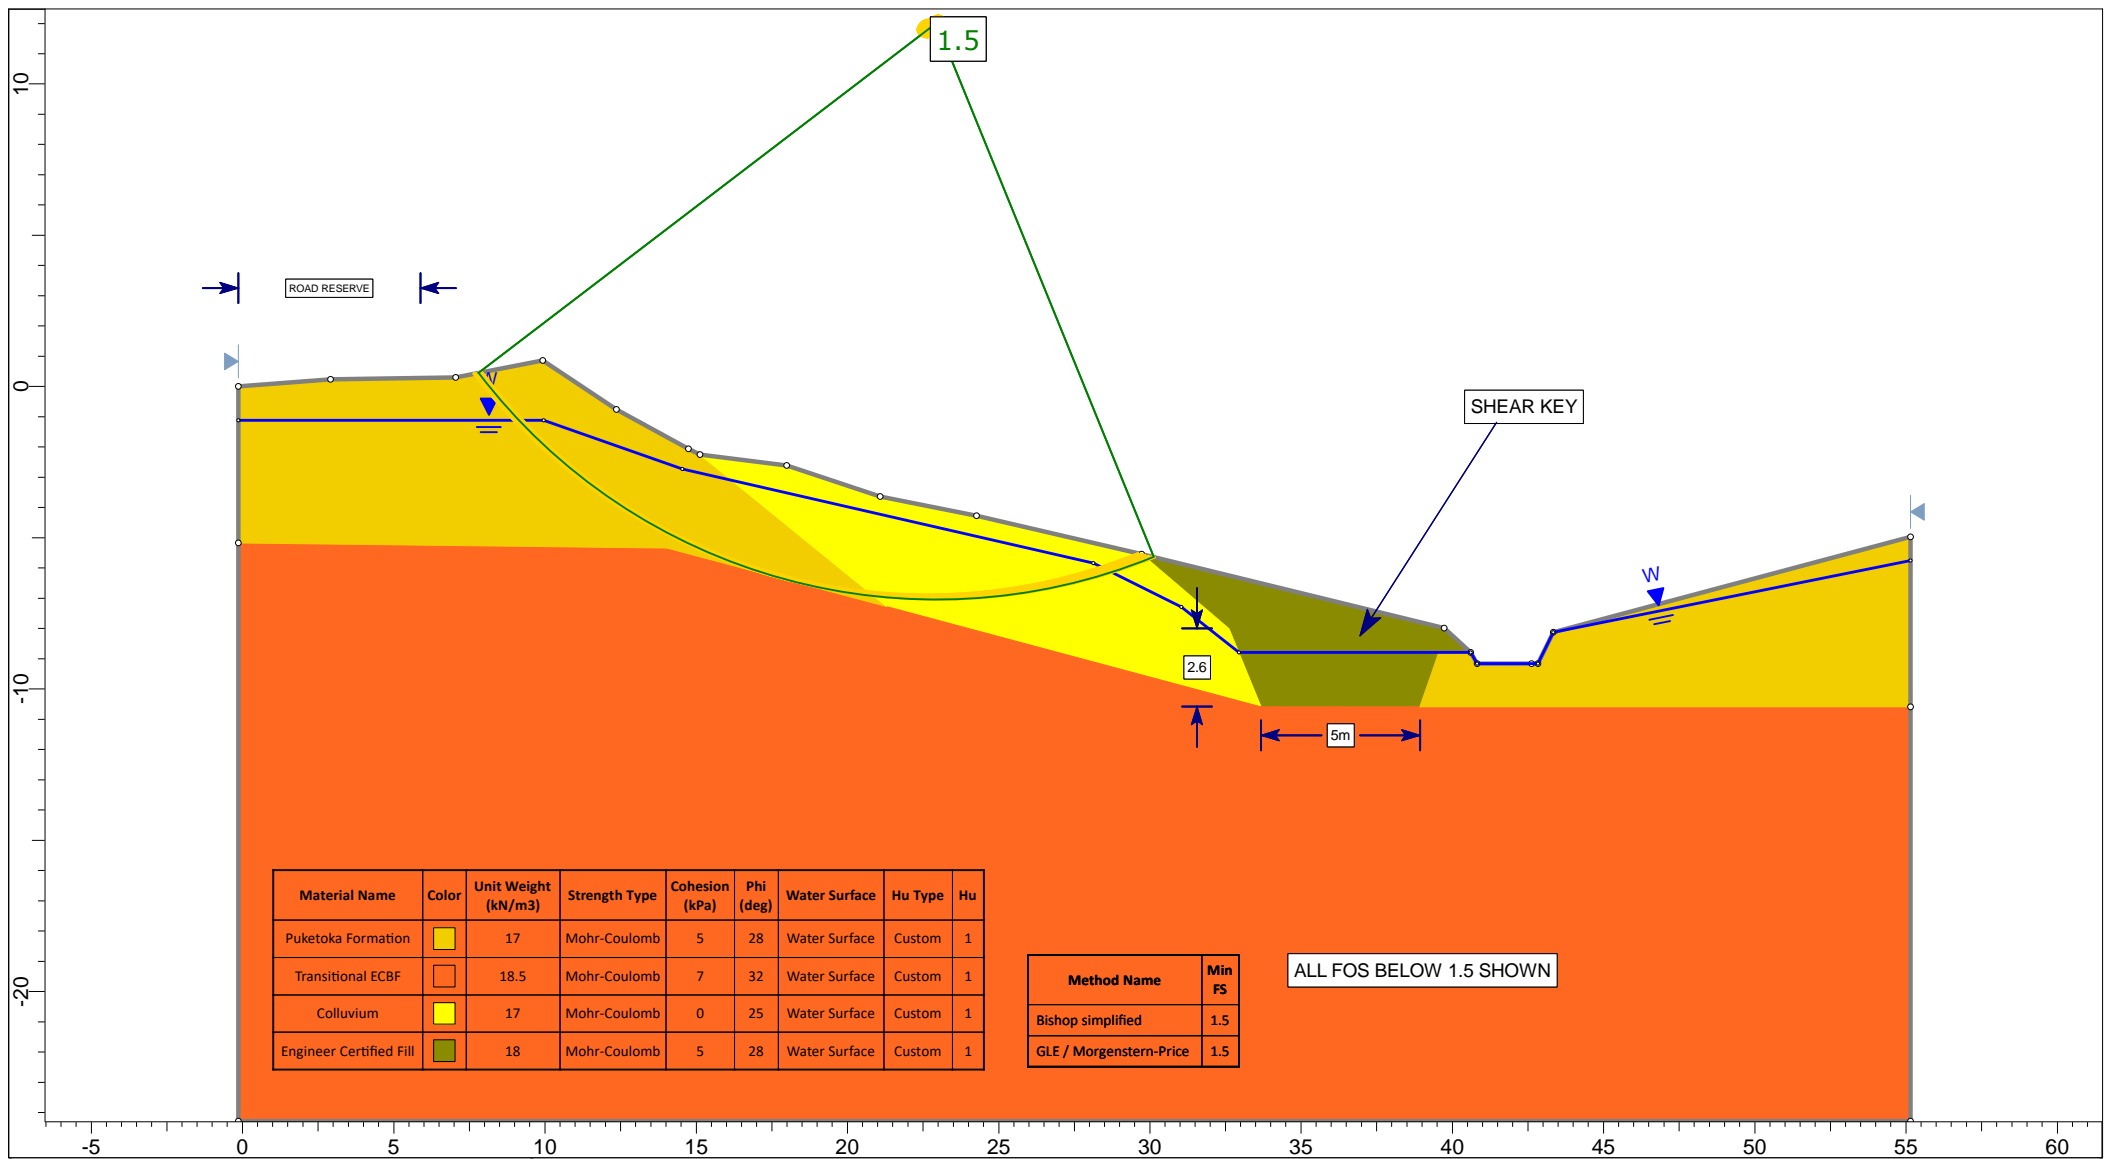 1.5
10
ROAD RESERVE
W
0
SHEAR KEY
W
2.6
-10
5m
Material Name Color Unit Weight (kN/m3) Strength Type Cohesion (kPa) Phi (deg) Water Surface Hu Type Hu
Puketoka Formation 17 Mohr-Coulomb 5 28 Water Surface Custom 1
Transitional ECBF 18.5 Mohr-Coulomb 7 32 Water Surface Custom 1
Colluvium 17 Mohr-Coulomb 0 25 Water Surface Custom 1
Engineer Certified Fill 18 Mohr-Coulomb 5 28 Water Surface Custom 1
Method Name Min FS
Bishop simplified 1.5
GLE / Morgenstern-Price 1.5
ALL FOS BELOW 1.5 SHOWN
-20
-5 0 5 10 15 20 25 30 35 40 45 50 55 60